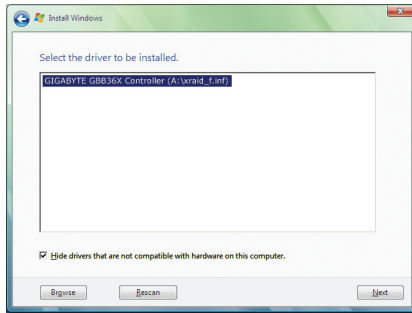 Install Windows
Select the driver to be installed.
GIGABYTE GBB36X Controller (A:\xraid_f.inf)
Hide drivers that are not compatible with hardware on this computer.
Browse
Rescan
Next